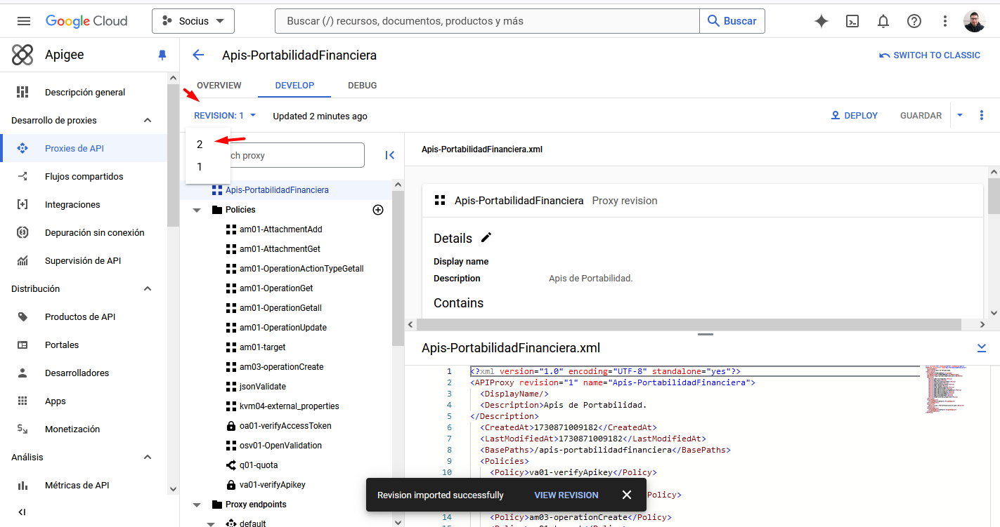 Google Cloud
Socius
Buscar (/) recursos, documentos, productos y más
Buscar
Apigee
Apis-PortabilidadFinanciera
SWITCH TO CLASSIC
OVERVIEW
DEVELOP
DEBUG
REVISION: 1
Updated 2 minutes ago
DEPLOY
GUARDAR
2
1
ch proxy
Descripción general
Desarrollo de proxies
Proxies de API
Flujos compartidos
Integraciones
Depuración sin conexión
Supervisión de API
Distribución
Productos de API
Portales
Desarrolladores
Apps
Monetización
Análisis
Métricas de API
Apis-PortabilidadFinanciera
Policies
am01-AttachmentAdd
am01-AttachmentGet
am01-OperationActionTypeGetall
am01-OperationGet
am01-OperationGetall
am01-OperationUpdate
am01-target
am03-operationCreate
jsonValidate
kvm04-external_properties
oa01-verifyAccessToken
osv01-OpenValidation
q01-quota
va01-verifyApikey
Proxy endpoints
default
Apis-PortabilidadFinanciera.xml
Apis-PortabilidadFinanciera Proxy revision
Details
Display name
Description Apis de Portabilidad.
Contains
Apis-PortabilidadFinanciera.xml
1 <?xml version="1.0" encoding="UTF-8" standalone="yes"?>
2 <APIProxy revision="1" name="Apis-PortabilidadFinanciera">
3 <DisplayName/>
4 <Description>Apis de Portabilidad.
5 </Description>
6 <CreatedAt>1730871009182</CreatedAt>
7 <LastModifiedAt>1730871009182</LastModifiedAt>
8 <BasePaths>/apis-portabilidadfinanciera</BasePaths>
9 <Policies>
10 <Policy>va01-verifyApikey</Policy>
Policy>
14 <Policy>am03-operationCreate</Policy>
Revision imported successfully
VIEW REVISION